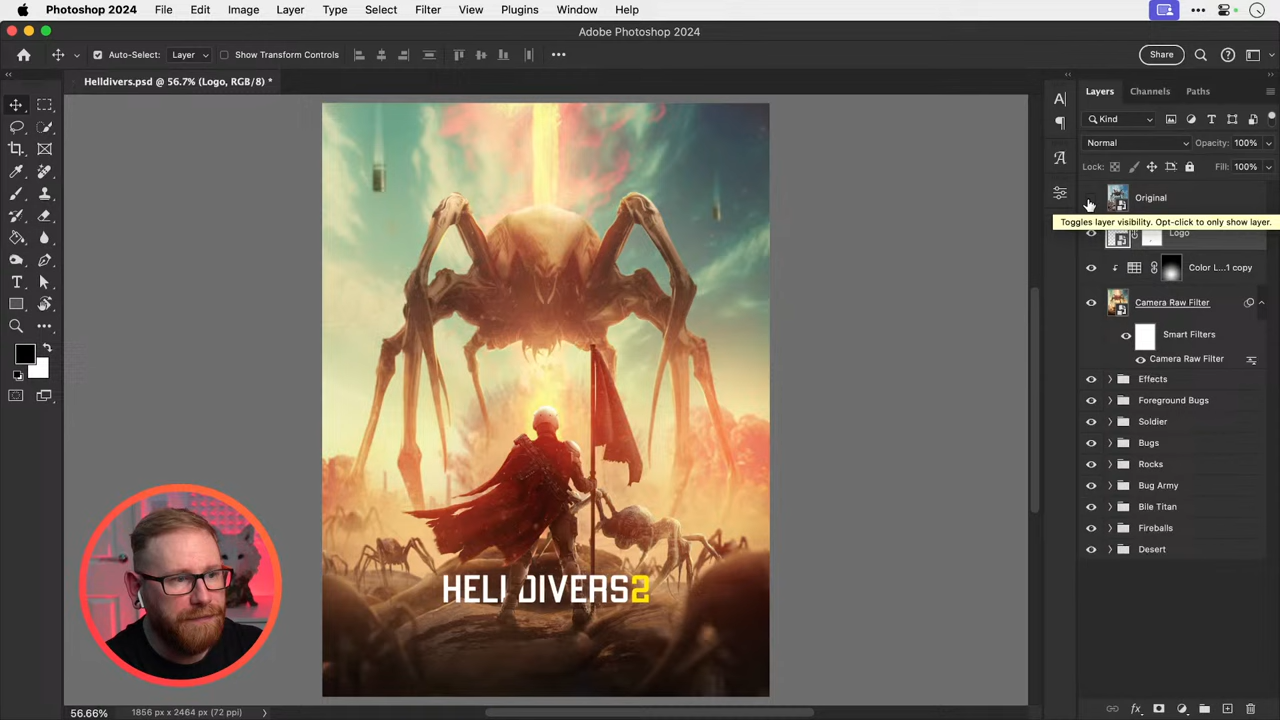 Photoshop 2024 File Edit Image Layer Type Select Filter View Plugins Window Help
Adobe Photoshop 2024
Auto-Select: Layer Show Transform Controls Share
Helldivers.psd @ 56.7% (Logo, RGB/8) *
Layers Channels Paths
Kind
Normal Opacity: 100%
Lock: Fill: 100%
Original
Toggles layer visibility. Opt-click to only show layer.
Logo
Color L...1 copy
Camera Raw Filter
Smart Filters
Camera Raw Filter
Effects
Foreground Bugs
Soldier
Bugs
Rocks
Bug Army
Bile Titan
Fireballs
Desert
HELLDIVERS 2
56.66% 1856 px x 2464 px (72 ppi)